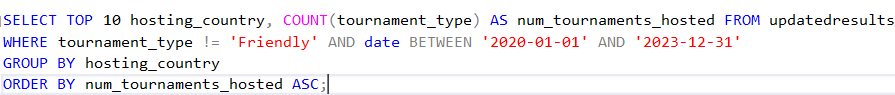 SELECT TOP 10 hosting_country, COUNT(tournament_type) AS num_tournaments_hosted FROM updatedresults
WHERE tournament_type != 'Friendly' AND date BETWEEN '2020-01-01' AND '2023-12-31'
GROUP BY hosting_country
ORDER BY num_tournaments_hosted ASC;